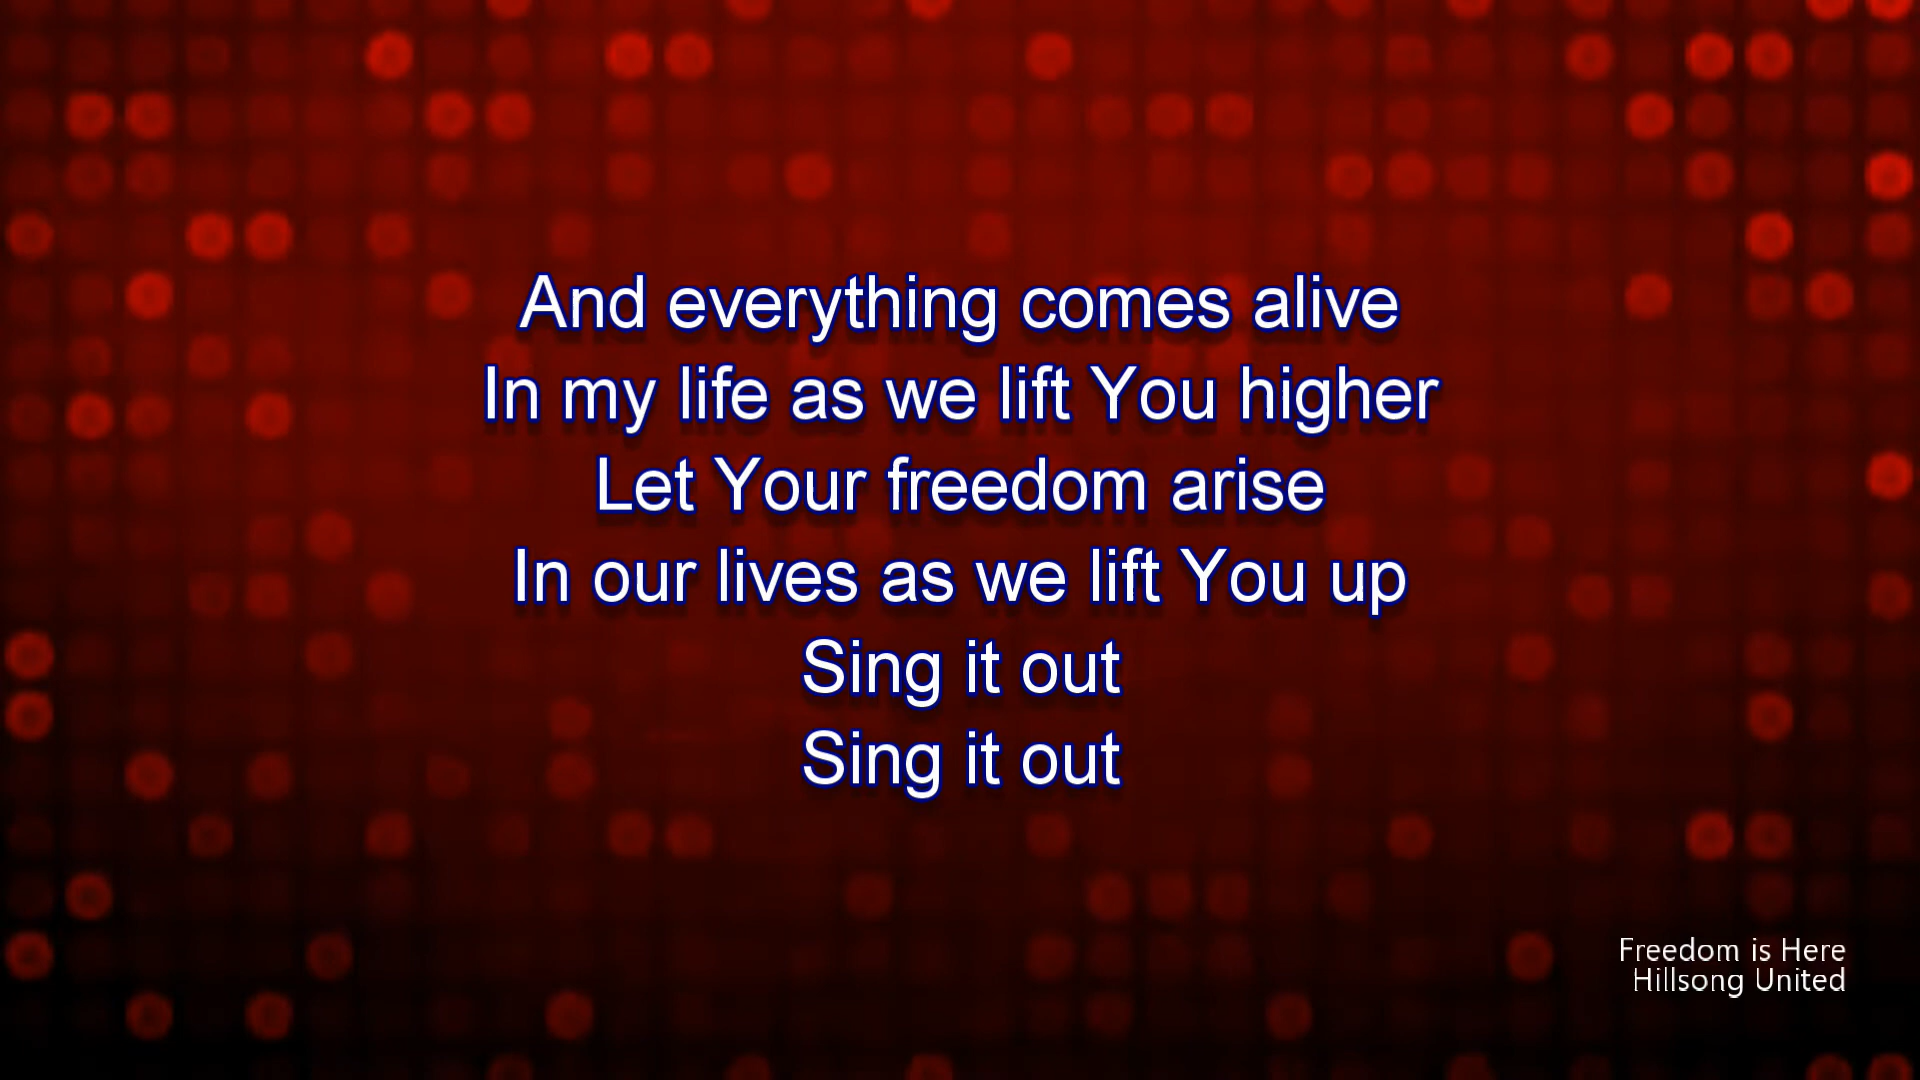 And everything comes alive
In my life as we lift You higher
Let Your freedom arise
In our lives as we lift You up
Sing it out
Sing it out
Freedom is Here
Hillsong United